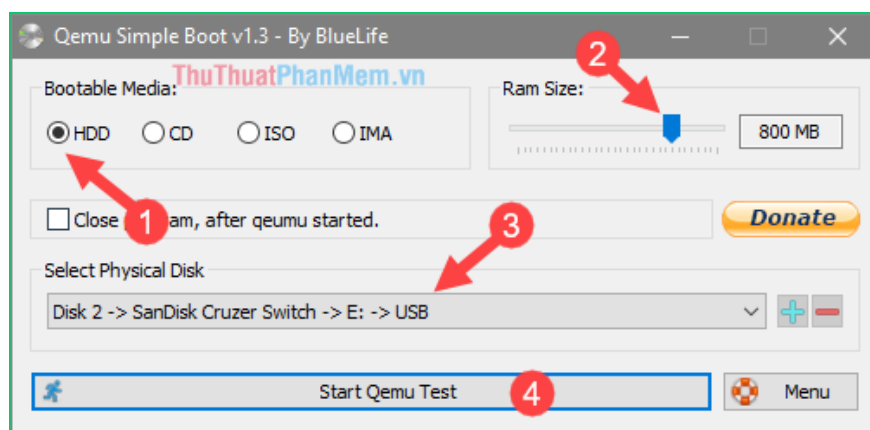 Qemu Simple Boot v1.3 - By BlueLife
ThuThuatPhanMem.vn
Bootable Media:
HDD CD ISO IMA
Ram Size:
800 MB
2
1
Close am, after qeumu started.
Donate
3
Select Physical Disk
Disk 2 -> SanDisk Cruzer Switch -> E: -> USB
Start Qemu Test
4
Menu